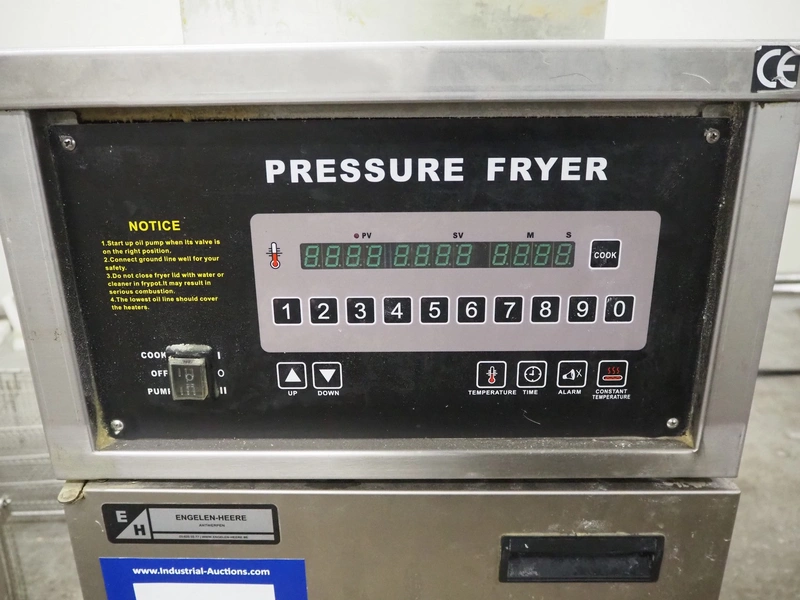 CE
PRESSURE FRYER
NOTICE
1.Start up oil pump when its valve is
on the right position.
2.Connect ground line well for your
safety.
3.Do not close fryer lid with water or
cleaner in frypot.It may result in
serious combustion.
4.The lowest oil line should cover
the heaters.
PV SV M S
8.8.8.8 8.8.8.8 8.8.8.8
COOK
1 2 3 4 5 6 7 8 9 0
COOK I
OFF O
PUMP II
UP DOWN
TEMPERATURE TIME ALARM CONSTANT
TEMPERATURE
EH
ENGELEN-HEERE
ANTWERPEN
www.Industrial-Auctions.com